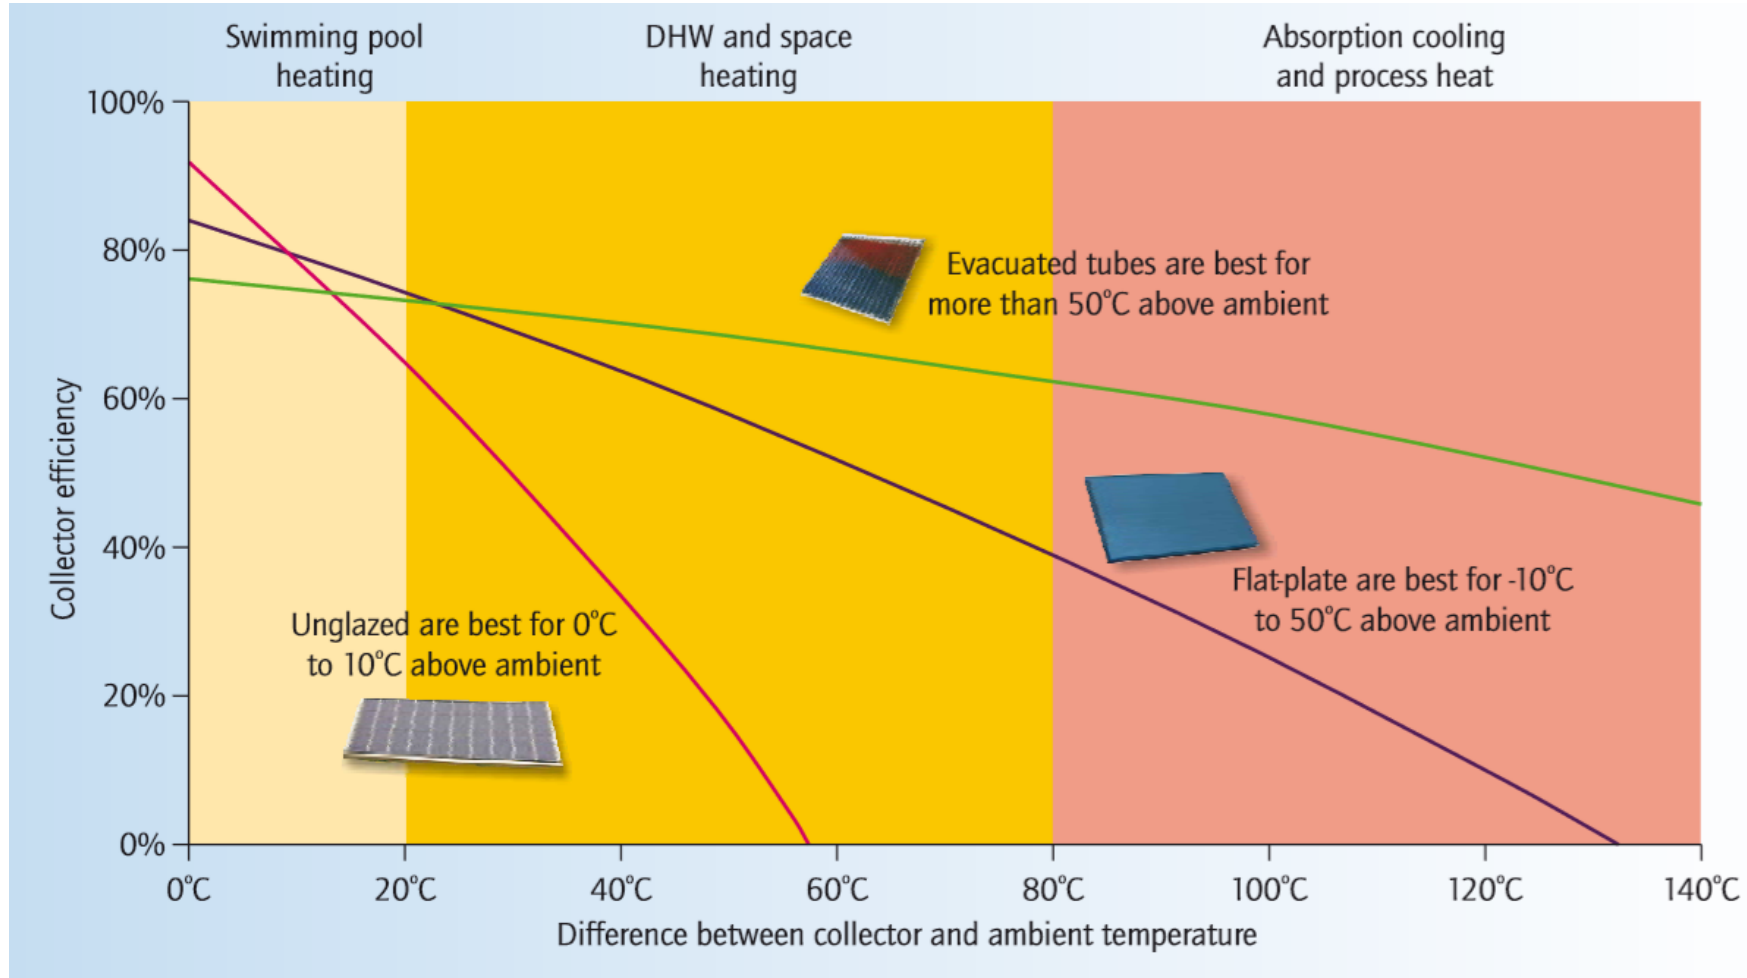 Swimming pool
heating
DHW and space
heating
Absorption cooling
and process heat
100%
80%
60%
40%
20%
0%
Collector efficiency
Evacuated tubes are best for
more than 50°C above ambient
Flat-plate are best for -10°C
to 50°C above ambient
Unglazed are best for 0°C
to 10°C above ambient
0°C 20°C 40°C 60°C 80°C 100°C 120°C 140°C
Difference between collector and ambient temperature